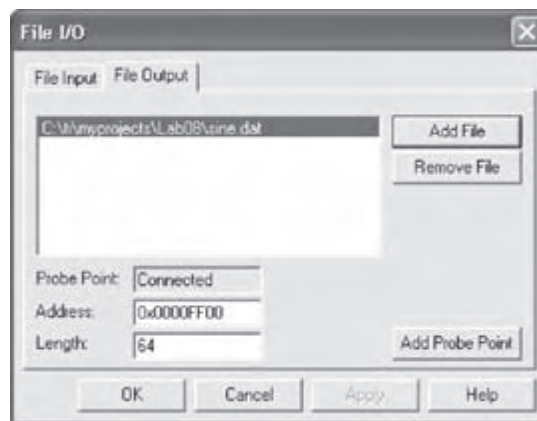 File I/O
File Input File Output
C:\ti\myprojects\Lab08\sine.dat
Add File
Remove File
Probe Point: Connected
Address: 0x0000FF00
Length: 64
Add Probe Point
OK Cancel Apply Help